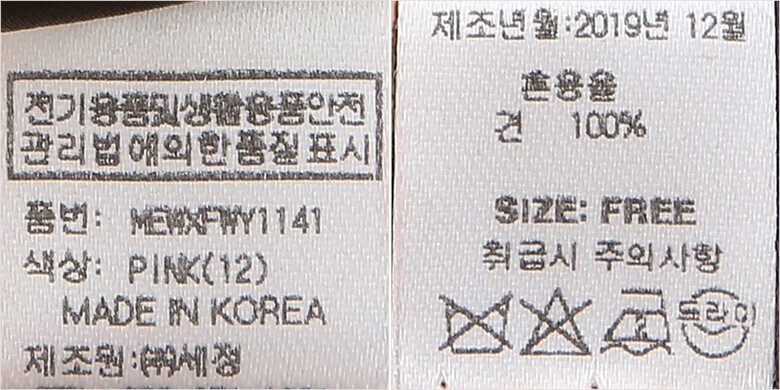 전기용품및생활용품안전
관리법에의한품질표시
품번: MEWXFWY1141
색상: PINK(12)
MADE IN KOREA
제조원:㈜세정
제조년월:2019년 12월
혼용율
견 100%
SIZE: FREE
취급시 주의사항
드라이